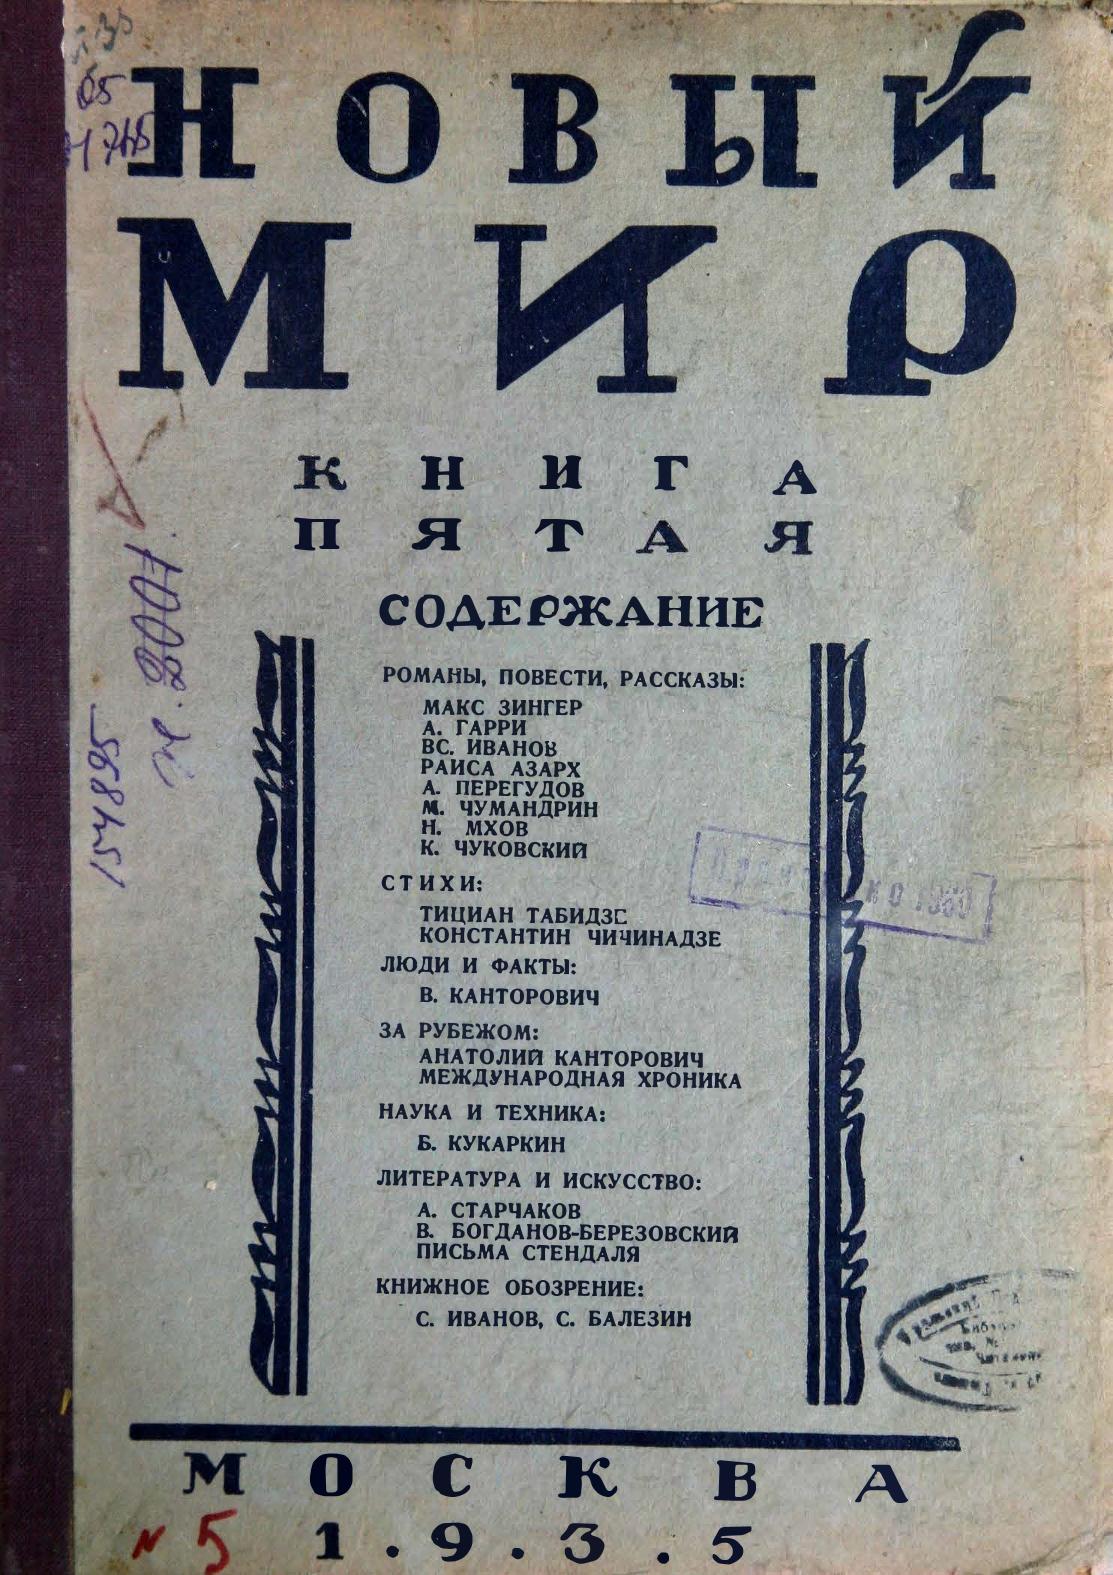 НОВЫЙ
МИР
КНИГА
ПЯТАЯ
СОДЕРЖАНИЕ
РОМАНЫ, ПОВЕСТИ, РАССКАЗЫ:
МАКС ЗИНГЕР
А. ГАРРИ
ВС. ИВАНОВ
РАИСА АЗАРХ
А. ПЕРЕГУДОВ
М. ЧУМАНДРИН
Н. МХОВ
К. ЧУКОВСКИЙ
СТИХИ:
ТИЦИАН ТАБИДЗЕ
КОНСТАНТИН ЧИЧИНАДЗЕ
ЛЮДИ И ФАКТЫ:
В. КАНТОРОВИЧ
ЗА РУБЕЖОМ:
АНАТОЛИЙ КАНТОРОВИЧ
МЕЖДУНАРОДНАЯ ХРОНИКА
НАУКА И ТЕХНИКА:
Б. КУКАРКИН
ЛИТЕРАТУРА И ИСКУССТВО:
А. СТАРЧАКОВ
В. БОГДАНОВ-БЕРЕЗОВСКИЙ
ПИСЬМА СТЕНДАЛЯ
КНИЖНОЕ ОБОЗРЕНИЕ:
С. ИВАНОВ, С. БАЛЕЗИН
МОСКВА
1.9.3.5
N 5
154895